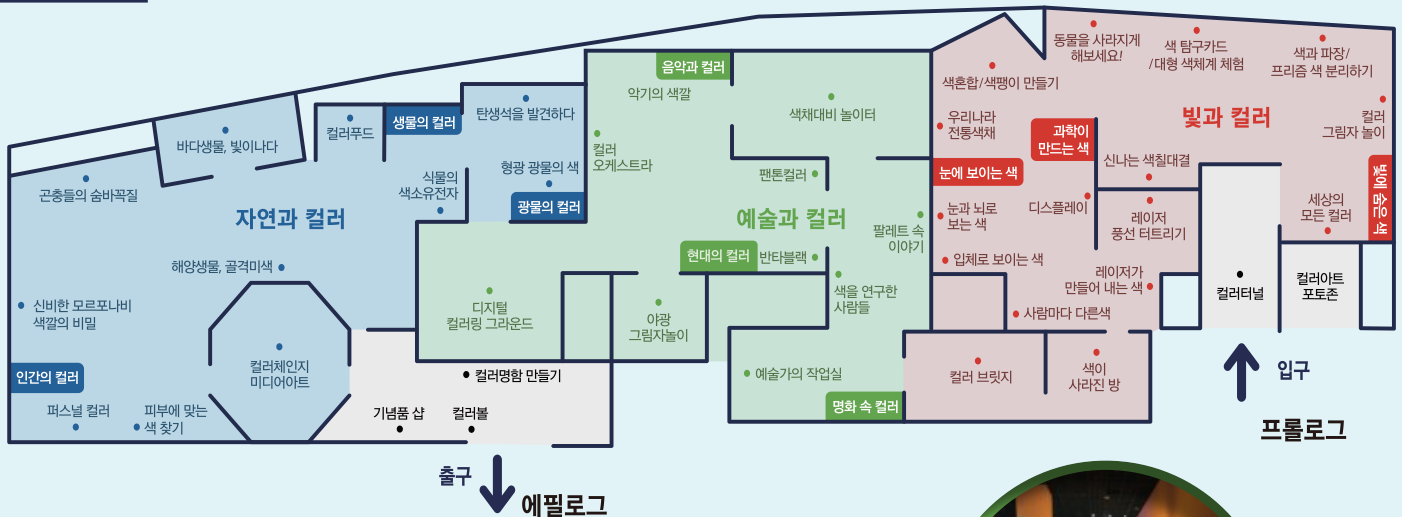 바다생물, 빛이나다
컬러푸드
생물의 컬러
탄생석을 발견하다
곤충들의 숨바꼭질
식물의
색소유전자
형광 광물의 색
광물의 컬러
자연과 컬러
해양생물, 골격미색
신비한 모르포나비
색깔의 비밀
인간의 컬러
퍼스널 컬러
피부에 맞는
색 찾기
컬러체인지
미디어아트
음악과 컬러
악기의 색깔
색채대비 놀이터
컬러
오케스트라
팬톤컬러
예술과 컬러
팔레트 속
이야기
현대의 컬러
반타블랙
색을 연구한
사람들
디지털
컬러링 그라운드
야광
그림자놀이
예술가의 작업실
명화 속 컬러
컬러명함 만들기
기념품 샵
컬러볼
출구
에필로그
동물을 사라지게
해보세요!
색 탐구카드
/대형 색체계 체험
색과 파장/
프리즘 색 분리하기
색혼합/색팽이 만들기
우리나라
전통색채
과학이
만드는 색
빛과 컬러
컬러
그림자 놀이
눈에 보이는 색
신나는 색칠대결
빛에 숨은 색
눈과 뇌로
보는 색
디스플레이
레이저
풍선 터트리기
세상의
모든 컬러
입체로 보이는 색
레이저가
만들어 내는 색
사람마다 다른색
컬러터널
컬러아트
포토존
컬러 브릿지
색이
사라진 방
입구
프롤로그